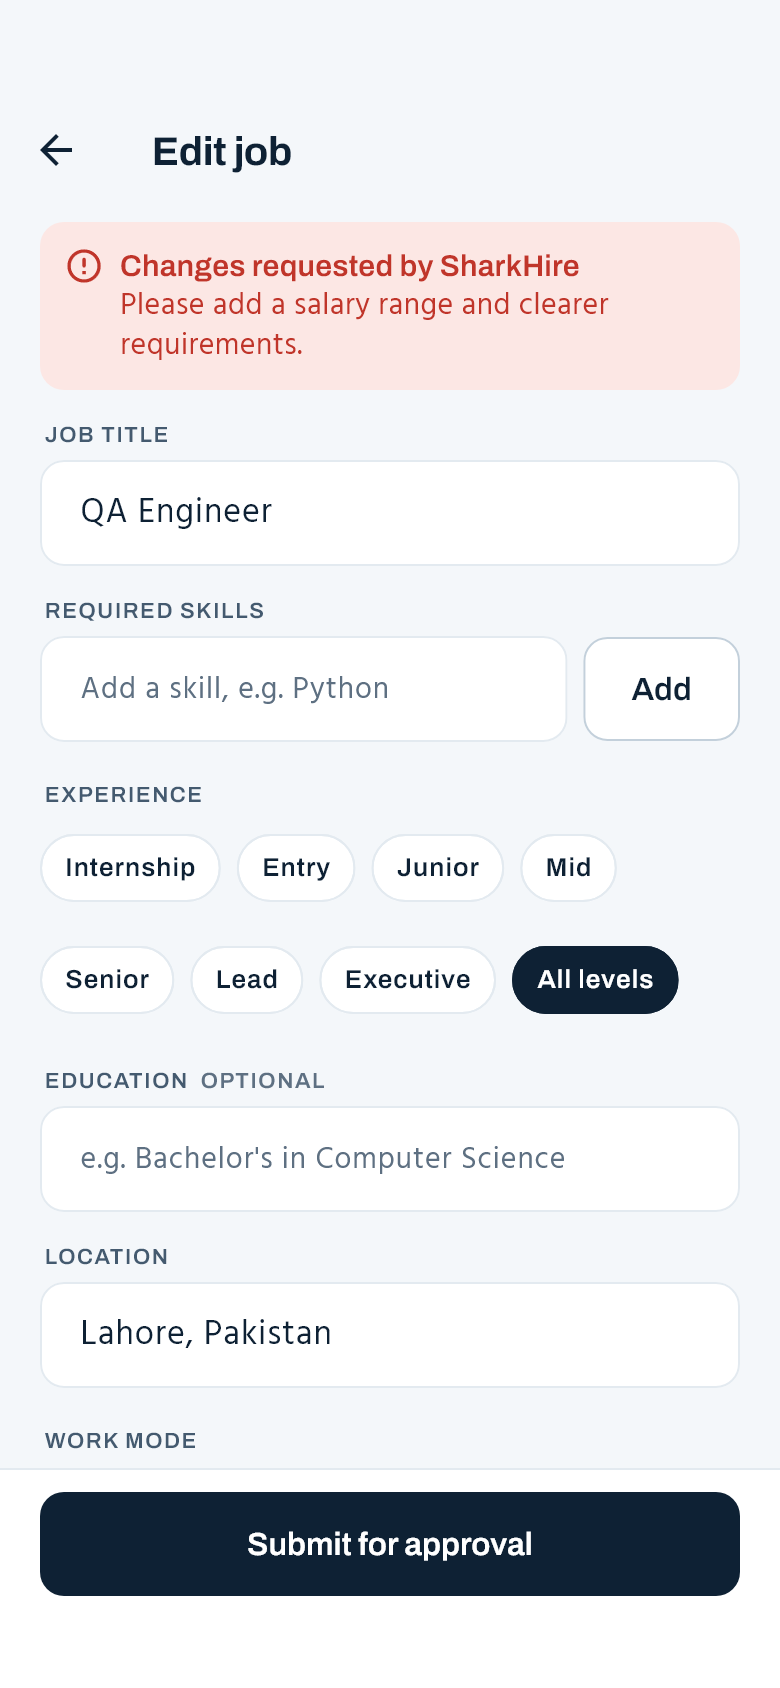 Edit job
Changes requested by SharkHire
Please add a salary range and clearer
requirements.
JOB TITLE
QA Engineer
REQUIRED SKILLS
Add a skill, e.g. Python
Add
EXPERIENCE
Internship Entry Junior Mid
Senior Lead Executive All levels
EDUCATION OPTIONAL
e.g. Bachelor's in Computer Science
LOCATION
Lahore, Pakistan
WORK MODE
Submit for approval